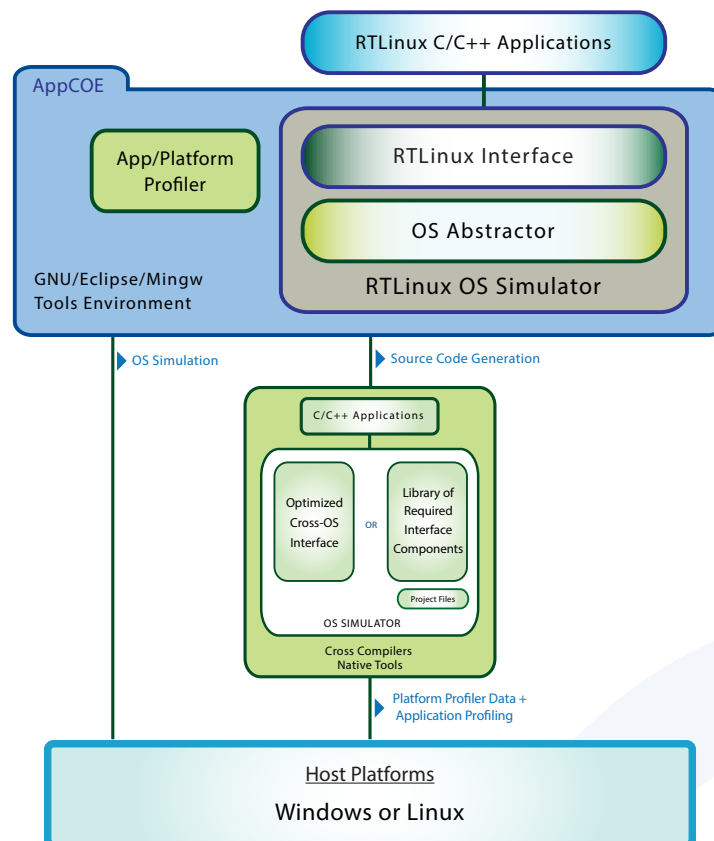 RTLinux C/C++ Applications
AppCOE
App/Platform
Profiler
RTLinux Interface
OS Abstractor
RTLinux OS Simulator
GNU/Eclipse/Mingw
Tools Environment
OS Simulation
Source Code Generation
C/C++ Applications
Optimized
Cross-OS
Interface
OR
Library of
Required
Interface
Components
Project Files
OS SIMULATOR
Cross Compilers
Native Tools
Platform Profiler Data +
Application Profiling
Host Platforms
Windows or Linux